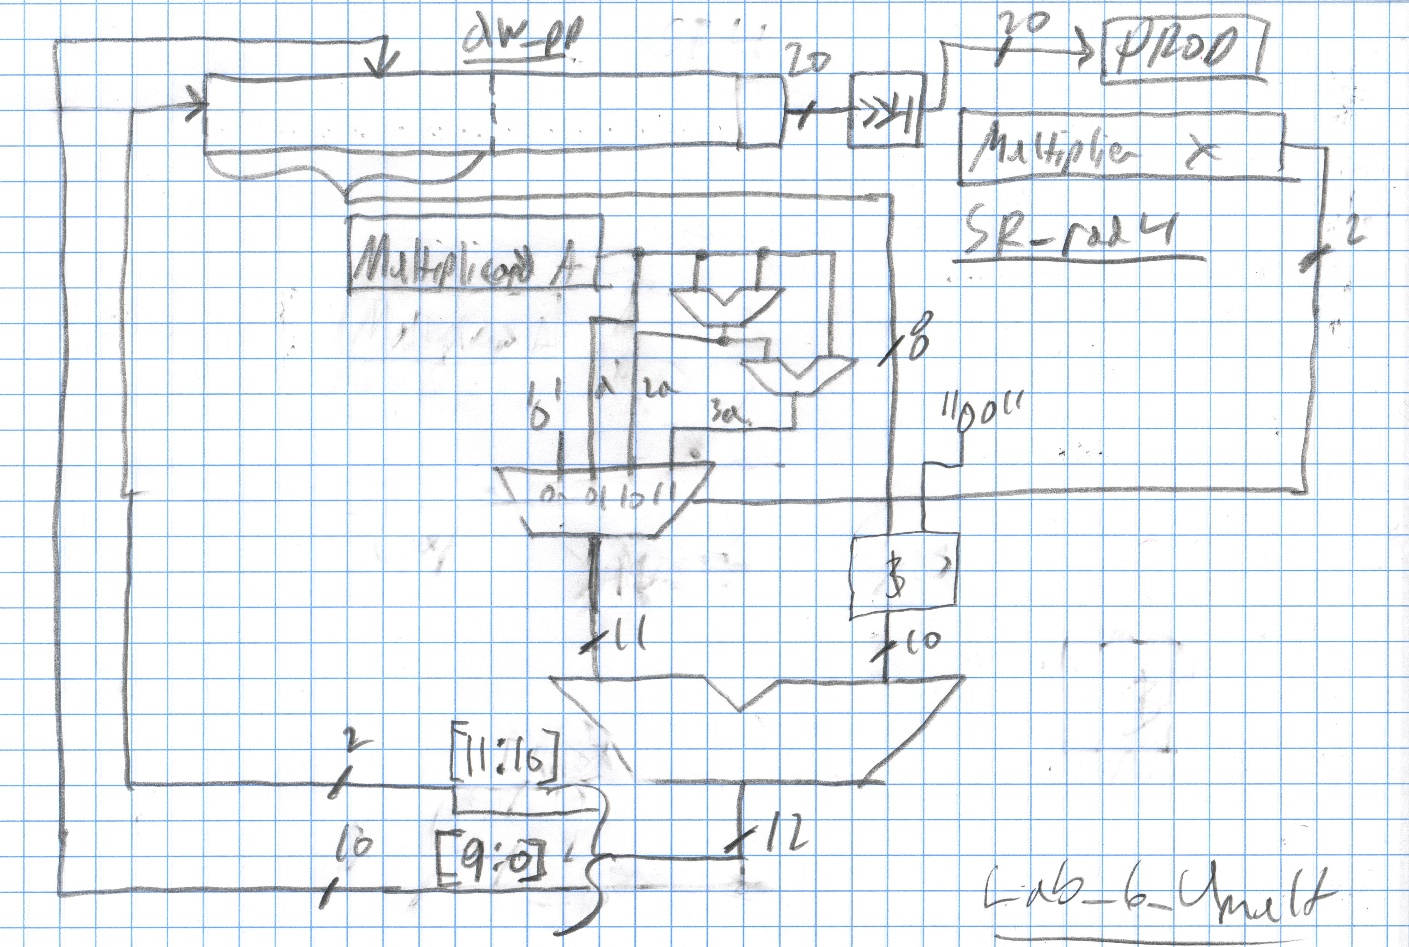 dw_pp
20
20
PROD
>>4
Multiplier X
SR_rad4
2
Multiplicand A
8
'0'
a
2a
3a
"00"
00 01 10 11
&
11
10
2
[11:10]
10
[9:0]
12
Lab_6_Umult